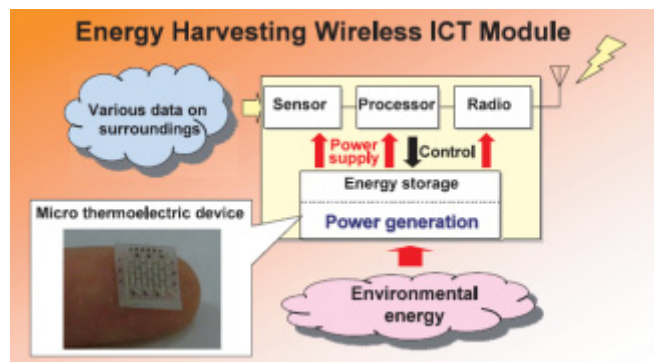 Energy Harvesting Wireless ICT Module
Various data on
surroundings
Sensor
Processor
Radio
Power
supply
Control
Energy storage
Power generation
Micro thermoelectric device
Environmental
energy